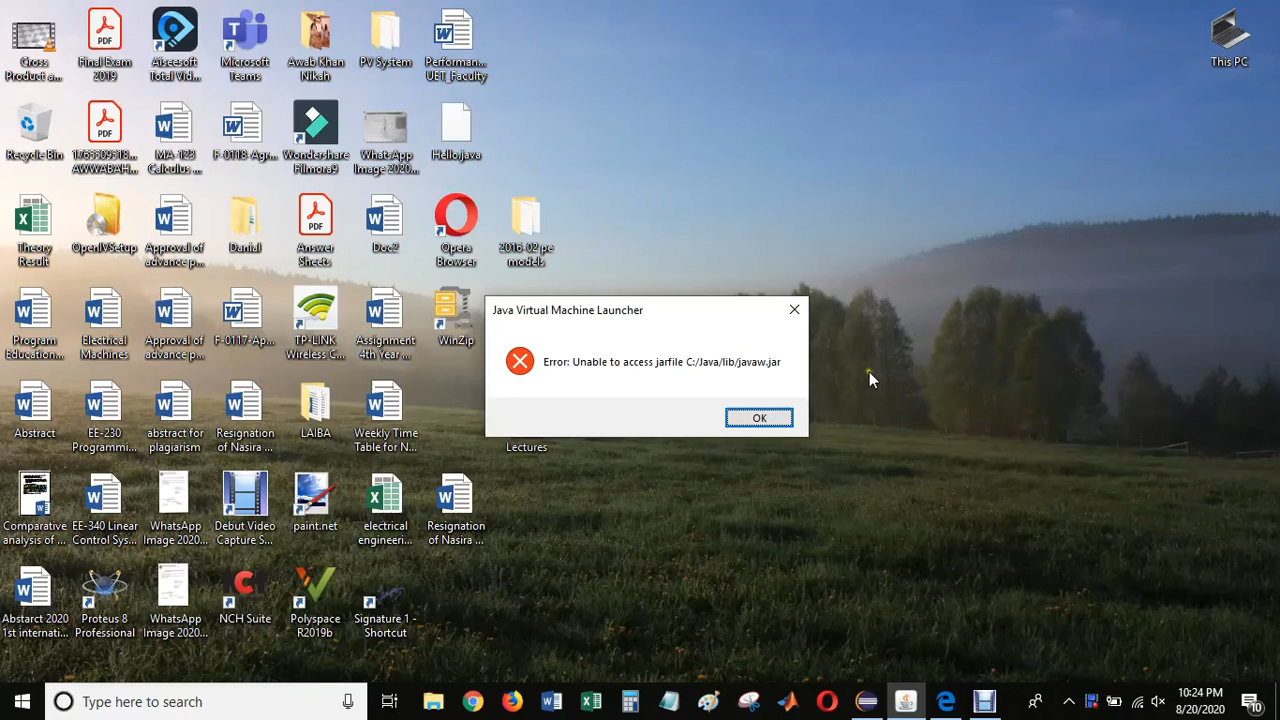 Cross
Product a...
Final Exam
2019
Aiseesoft
Total Vid...
Microsoft
Teams
Awab Khan
Nikah
PV System
Performan...
UET_Faculty
This PC
Recycle Bin
1763309318...
AWWABAH...
MA-123
Calculus ...
F-0118-Agr...
Wondershare
Filmora9
WhatsApp
Image 2020...
Hello.java
Theory
Result
OpenIVSetup
Approval of
advance p...
Danial
Answer
Sheets
Doc2
Opera
Browser
2016-02 pe
models
Program
Education...
Electrical
Machines
Approval of
advance p...
F-0117-Ap...
TP-LINK
Wireless C...
Assignment
4th Year ...
WinZip
Java Virtual Machine Launcher
Error: Unable to access jarfile C:/Java/lib/javaw.jar
OK
Abstract
EE-230
Programmi...
abstract for
plagiarism
Resignation
of Nasira ...
LAIBA
Weekly Time
Table for N...
Lectures
Comparative
analysis of ...
EE-340 Linear
Control Sys...
WhatsApp
Image 2020...
Debut Video
Capture S...
paint.net
electrical
engineeri...
Resignation
of Nasira ...
Abstarct 2020
1st internati...
Proteus 8
Professional
WhatsApp
Image 2020...
NCH Suite
Polyspace
R2019b
Signature 1 -
Shortcut
Type here to search
10:24 PM
8/20/2020
10